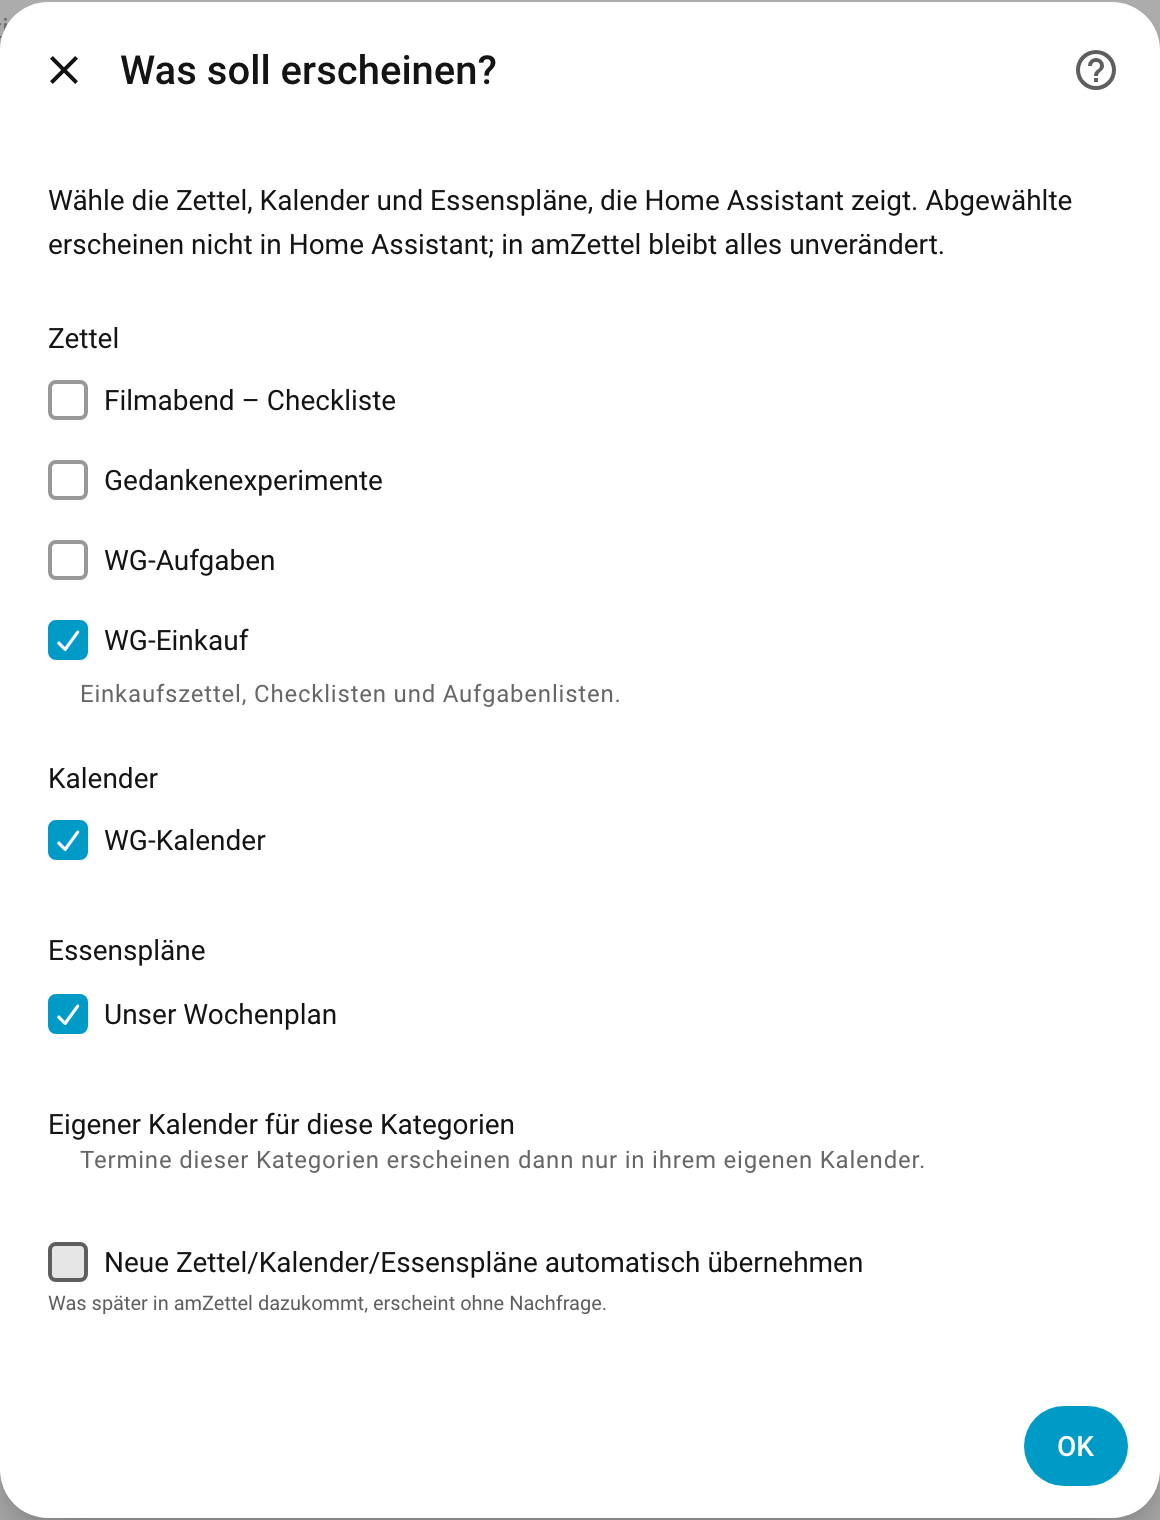 Was soll erscheinen?
Wähle die Zettel, Kalender und Essenspläne, die Home Assistant zeigt. Abgewählte
erscheinen nicht in Home Assistant; in amZettel bleibt alles unverändert.
Zettel
Filmabend – Checkliste
Gedankenexperimente
WG-Aufgaben
WG-Einkauf
Einkaufszettel, Checklisten und Aufgabenlisten.
Kalender
WG-Kalender
Essenspläne
Unser Wochenplan
Eigener Kalender für diese Kategorien
Termine dieser Kategorien erscheinen dann nur in ihrem eigenen Kalender.
Neue Zettel/Kalender/Essenspläne automatisch übernehmen
Was später in amZettel dazukommt, erscheint ohne Nachfrage.
OK